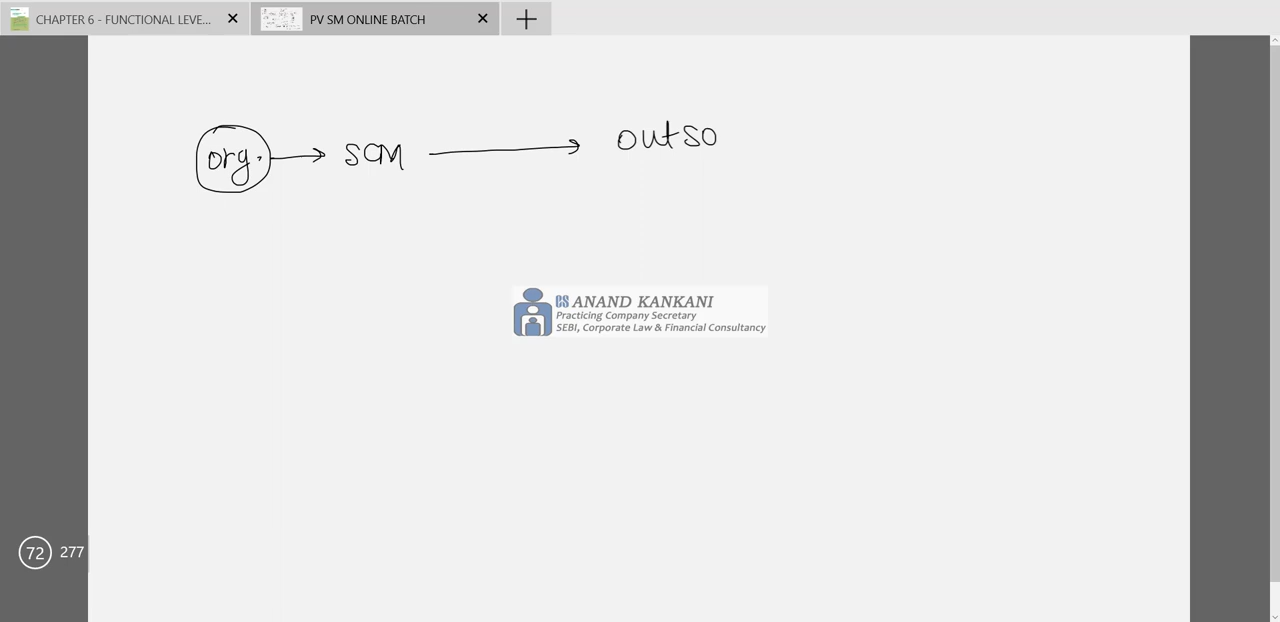 CHAPTER 6 - FUNCTIONAL LEVE... PV SM ONLINE BATCH
org. SCM outso
CS ANAND KANKANI
Practicing Company Secretary
SEBI, Corporate Law & Financial Consultancy
72 277